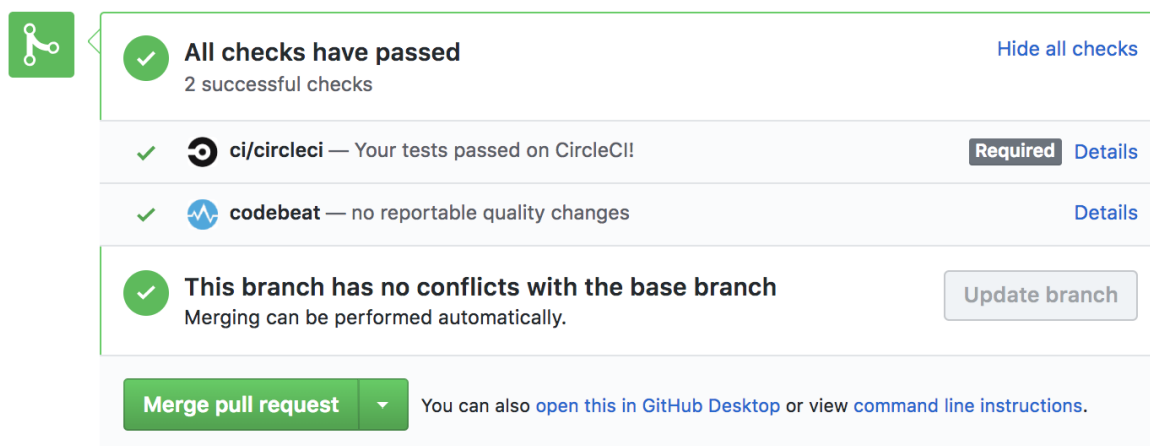 All checks have passed
Hide all checks
2 successful checks
ci/circleci — Your tests passed on CircleCI!
Required
Details
codebeat — no reportable quality changes
Details
This branch has no conflicts with the base branch
Merging can be performed automatically.
Update branch
Merge pull request
You can also open this in GitHub Desktop or view command line instructions.